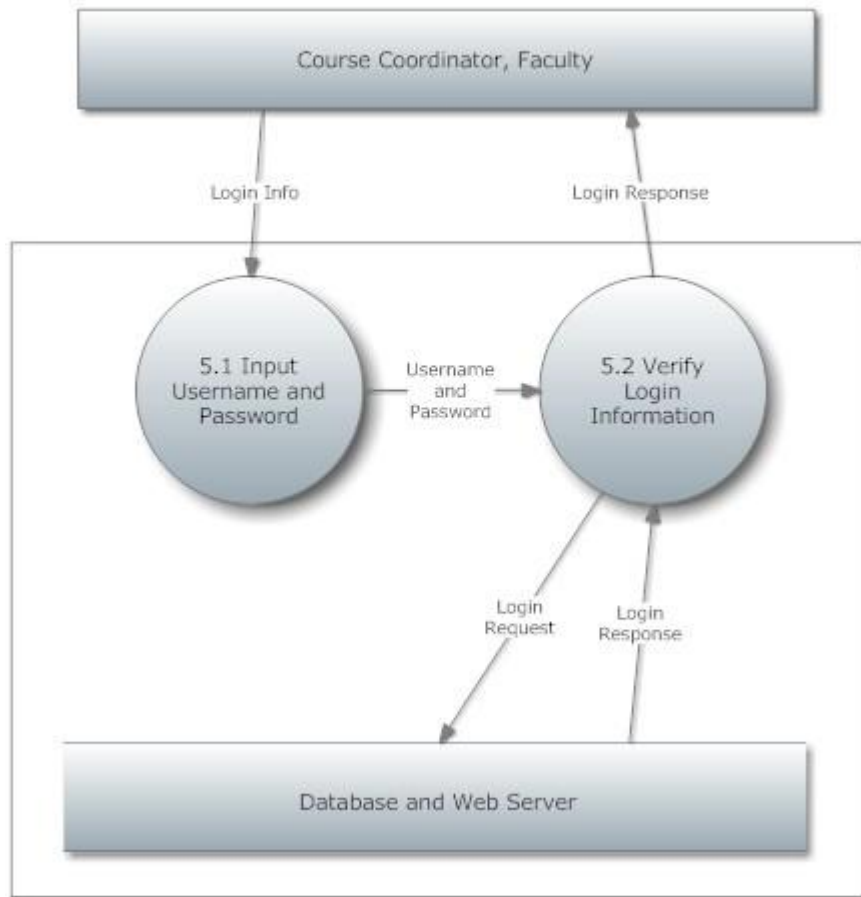 Course Coordinator, Faculty
Login Info
Login Response
5.1 Input
Username and
Password
Username
and
Password
5.2 Verify
Login
Information
Login
Request
Login
Response
Database and Web Server